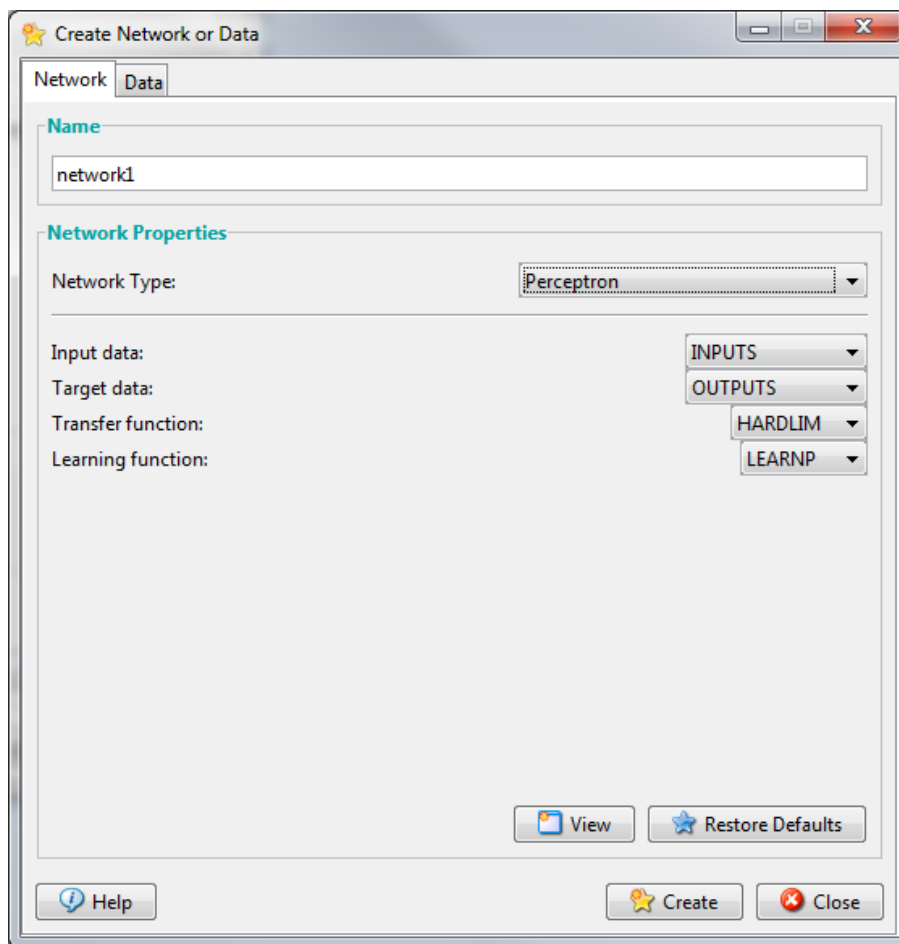 Create Network or Data
Network Data
Name
network1
Network Properties
Network Type: Perceptron
Input data: INPUTS
Target data: OUTPUTS
Transfer function: HARDLIM
Learning function: LEARNP
View Restore Defaults
Help Create Close